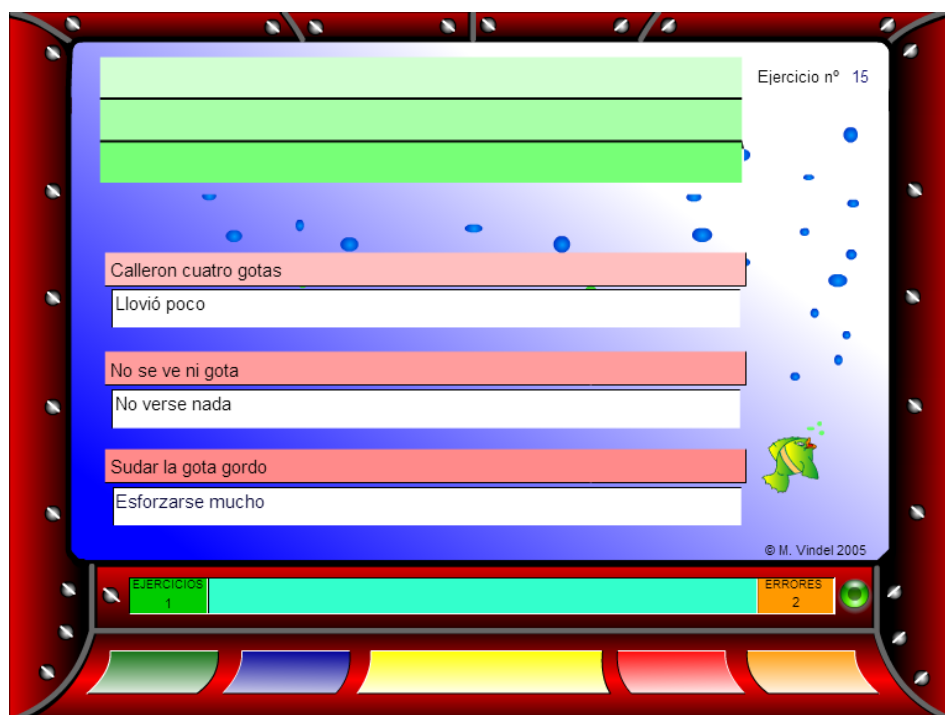 Ejercicio nº 15
Calleron cuatro gotas
Llovió poco
No se ve ni gota
No verse nada
Sudar la gota gordo
Esforzarse mucho
© M. Vindel 2005
EJERCICIOS
1
ERRORES
2